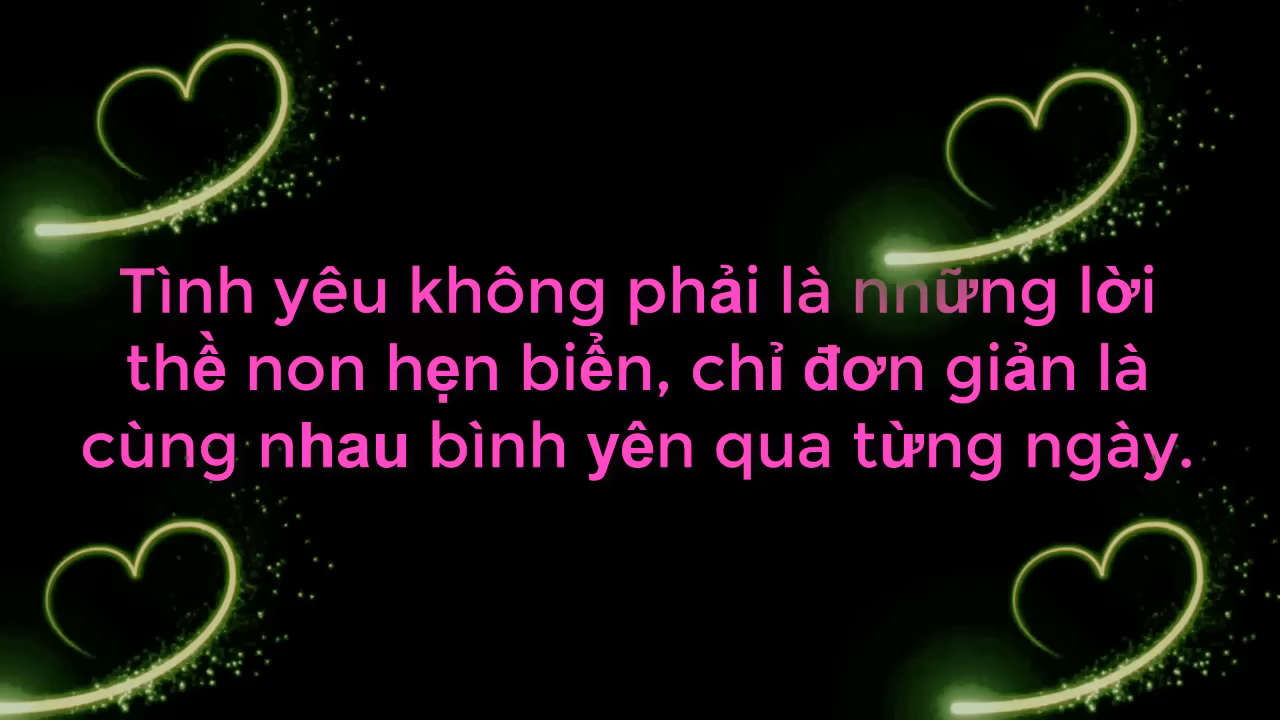 Tình yêu không phải là những lời
thề non hẹn biển, chỉ đơn giản là
cùng nhau bình yên qua từng ngày.